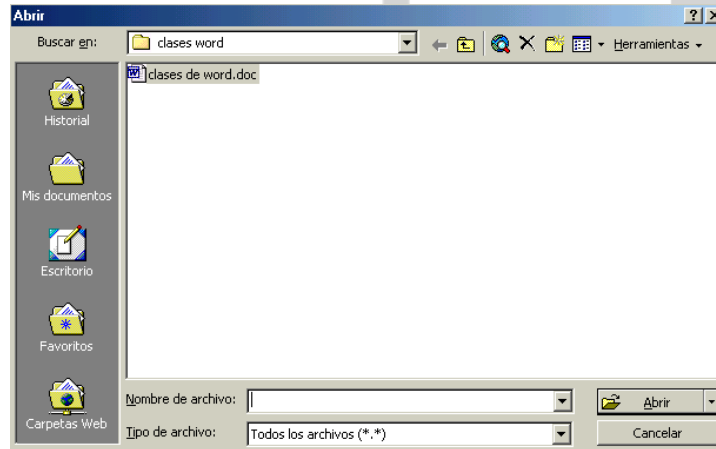 Abrir
Buscar en: clases word Herramientas
clases de word.doc
Historial
Mis documentos
Escritorio
Favoritos
Carpetas Web
Nombre de archivo: Abrir
Tipo de archivo: Todos los archivos (*.*) Cancelar